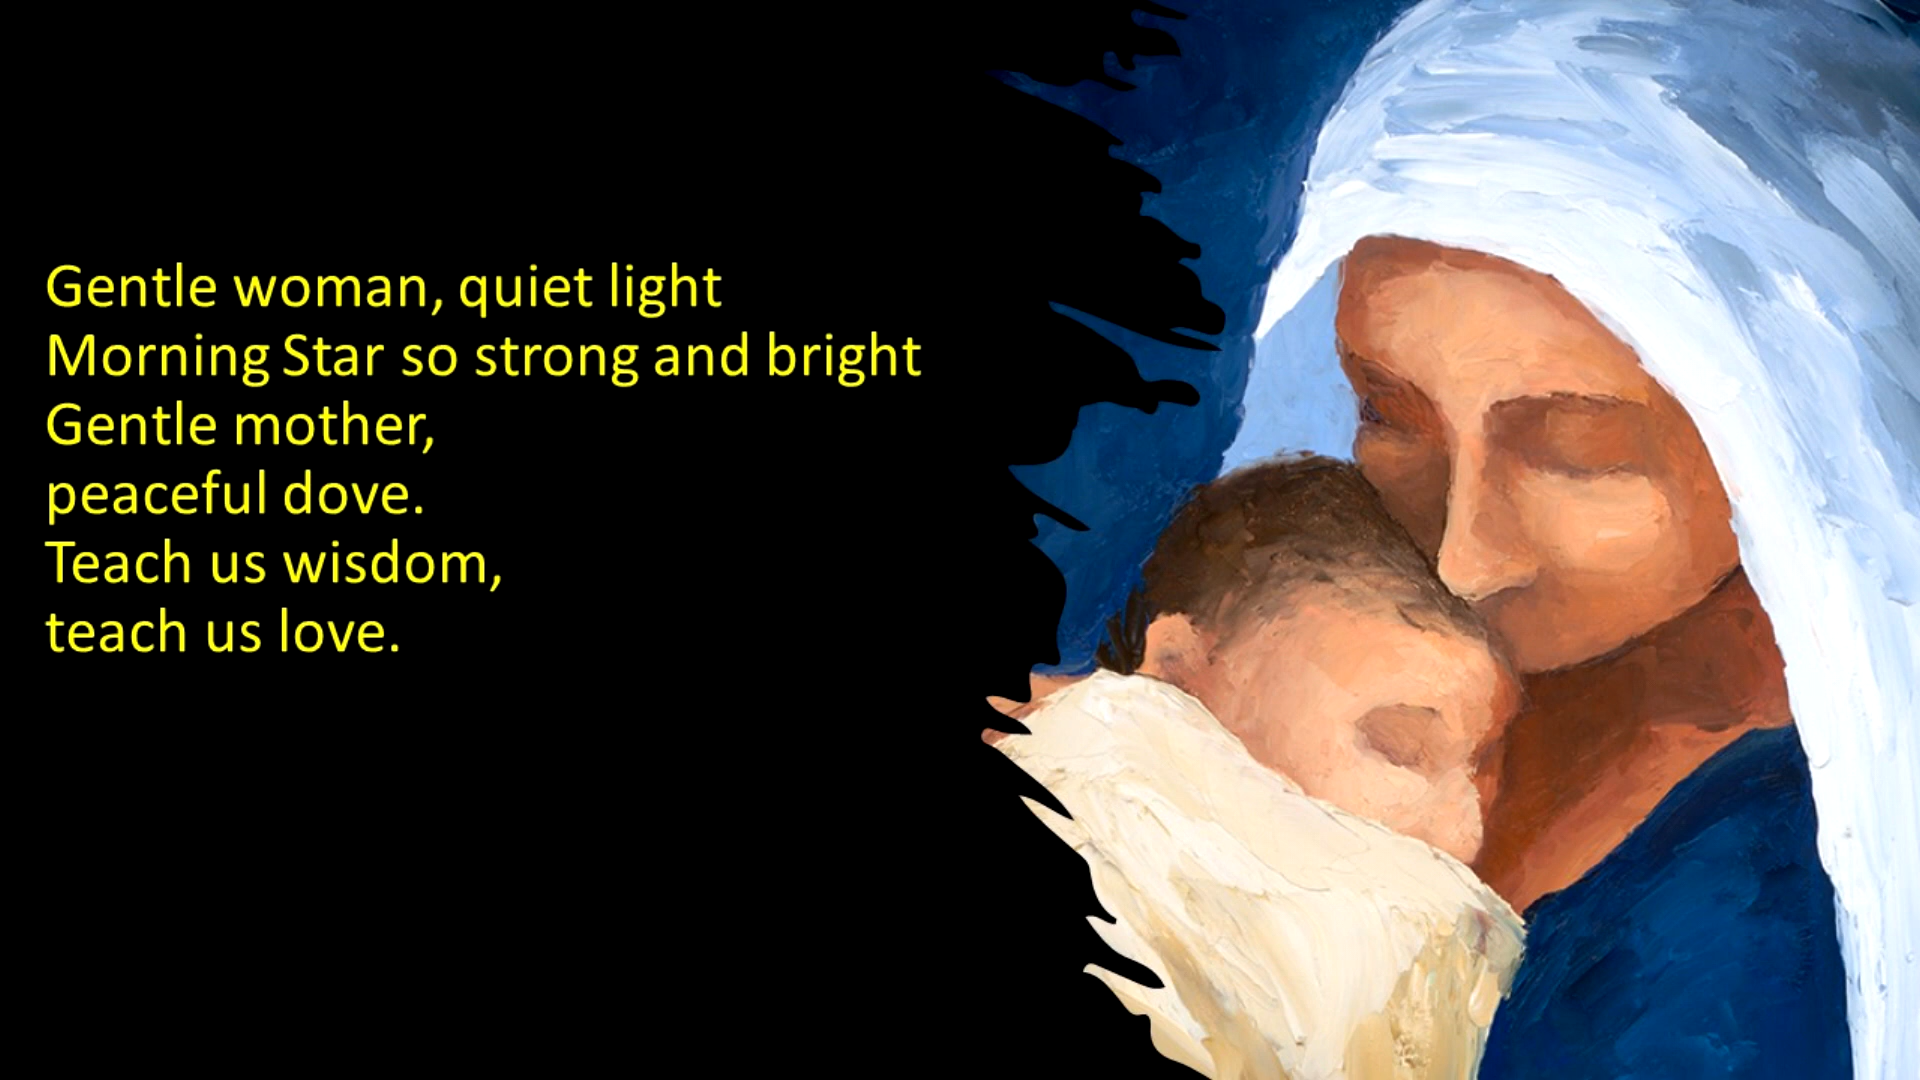 Gentle woman, quiet light
Morning Star so strong and bright
Gentle mother,
peaceful dove.
Teach us wisdom,
teach us love.